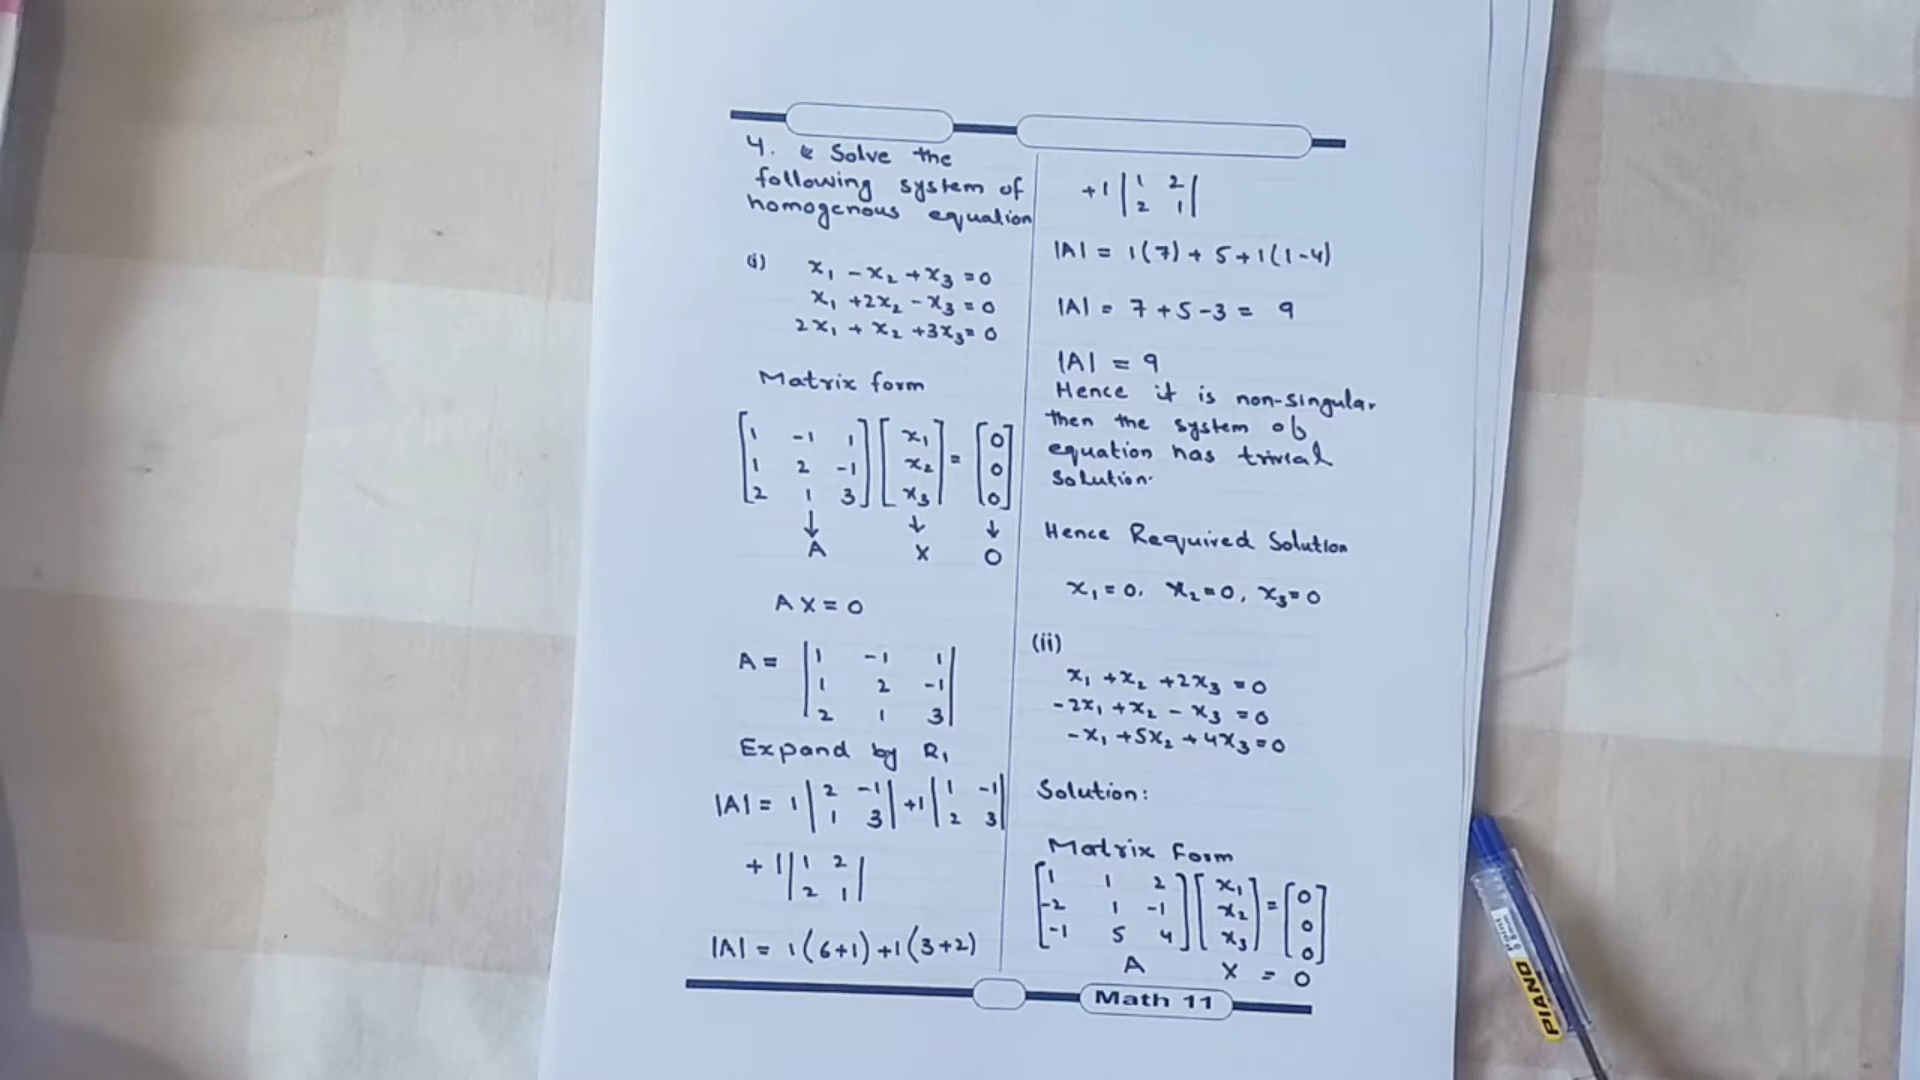 4. Solve the
following system of
homogenous equation
(i) x₁ - x₂ + x₃ = 0
x₁ + 2x₂ - x₃ = 0
2x₁ + x₂ + 3x₃ = 0
Matrix form
[1 -1 1] [x₁] = [0]
[1 2 -1] [x₂] [0]
[2 1 3] [x₃] [0]
↓ ↓ ↓
A X O
AX = 0
A = |1 -1 1|
|1 2 -1|
|2 1 3|
Expand by R₁
|A| = 1 |2 -1| +1 |1 -1|
|1 3| |2 3|
+ 1 |1 2|
|2 1|
|A| = 1(6+1) +1(3+2)
+1 |1 2|
|2 1|
|A| = 1(7) + 5 + 1(1-4)
|A| = 7 + 5 - 3 = 9
|A| = 9
Hence it is non-singular
then the system of
equation has trivial
Solution.
Hence Required Solution
x₁ = 0, x₂ = 0, x₃ = 0
(ii)
x₁ + x₂ + 2x₃ = 0
-2x₁ + x₂ - x₃ = 0
-x₁ + 5x₂ + 4x₃ = 0
Solution:
Matrix Form
[1 1 2] [x₁] = [0]
[-2 1 -1] [x₂] [0]
[-1 5 4] [x₃] [0]
A X = 0
Math 11
PIANO